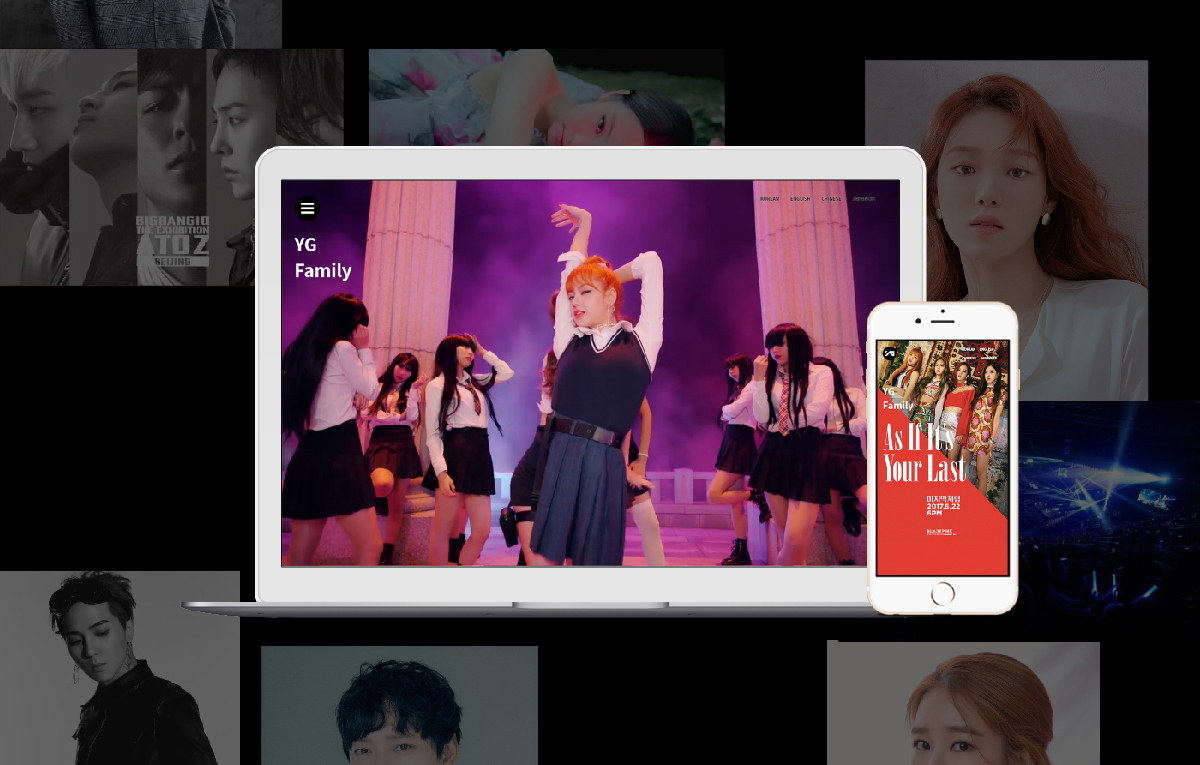 BIGBANG10
THE EXHIBITION
A TO Z
BEIJING
YG
Family
KOREAN ENGLISH CHINESE JAPANESE
YG
Family
As If It's
Your Last
마지막처럼
2017.6.22
6PM
BLACKPINK